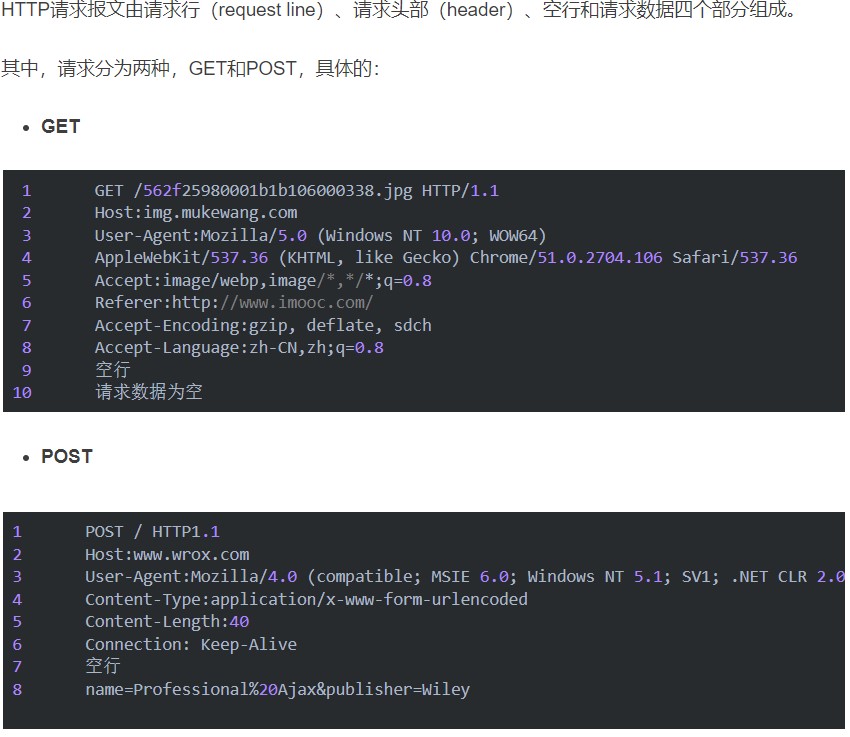 HTTP请求报文由请求行（request line）、请求头部（header）、空行和请求数据四个部分组成。
其中，请求分为两种，GET和POST，具体的：
• GET
1 GET /562f25980001b1b106000338.jpg HTTP/1.1
2 Host:img.mukewang.com
3 User-Agent:Mozilla/5.0 (Windows NT 10.0; WOW64)
4 AppleWebKit/537.36 (KHTML, like Gecko) Chrome/51.0.2704.106 Safari/537.36
5 Accept:image/webp,image/*,*/*;q=0.8
6 Referer:http://www.imooc.com/
7 Accept-Encoding:gzip, deflate, sdch
8 Accept-Language:zh-CN,zh;q=0.8
9 空行
10 请求数据为空
• POST
1 POST / HTTP1.1
2 Host:www.wrox.com
3 User-Agent:Mozilla/4.0 (compatible; MSIE 6.0; Windows NT 5.1; SV1; .NET CLR 2.0
4 Content-Type:application/x-www-form-urlencoded
5 Content-Length:40
6 Connection: Keep-Alive
7 空行
8 name=Professional%20Ajax&publisher=Wiley